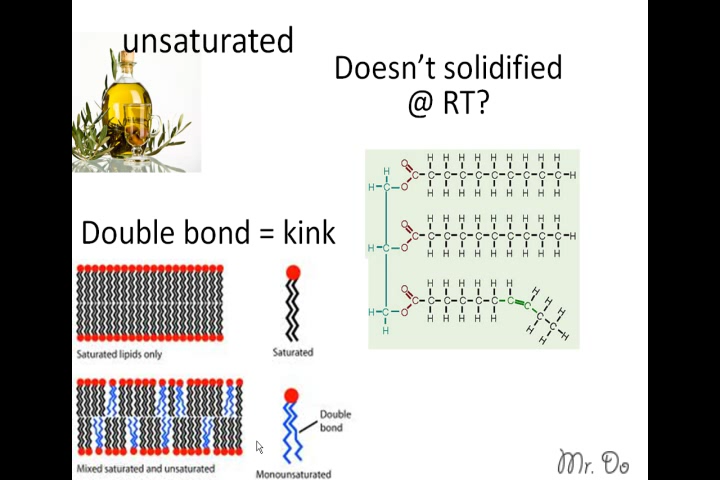 unsaturated
Doesn't solidified
@ RT?
Double bond = kink
Saturated lipids only
Saturated
Mixed saturated and unsaturated
Double
bond
Monounsaturated
Mr. Do